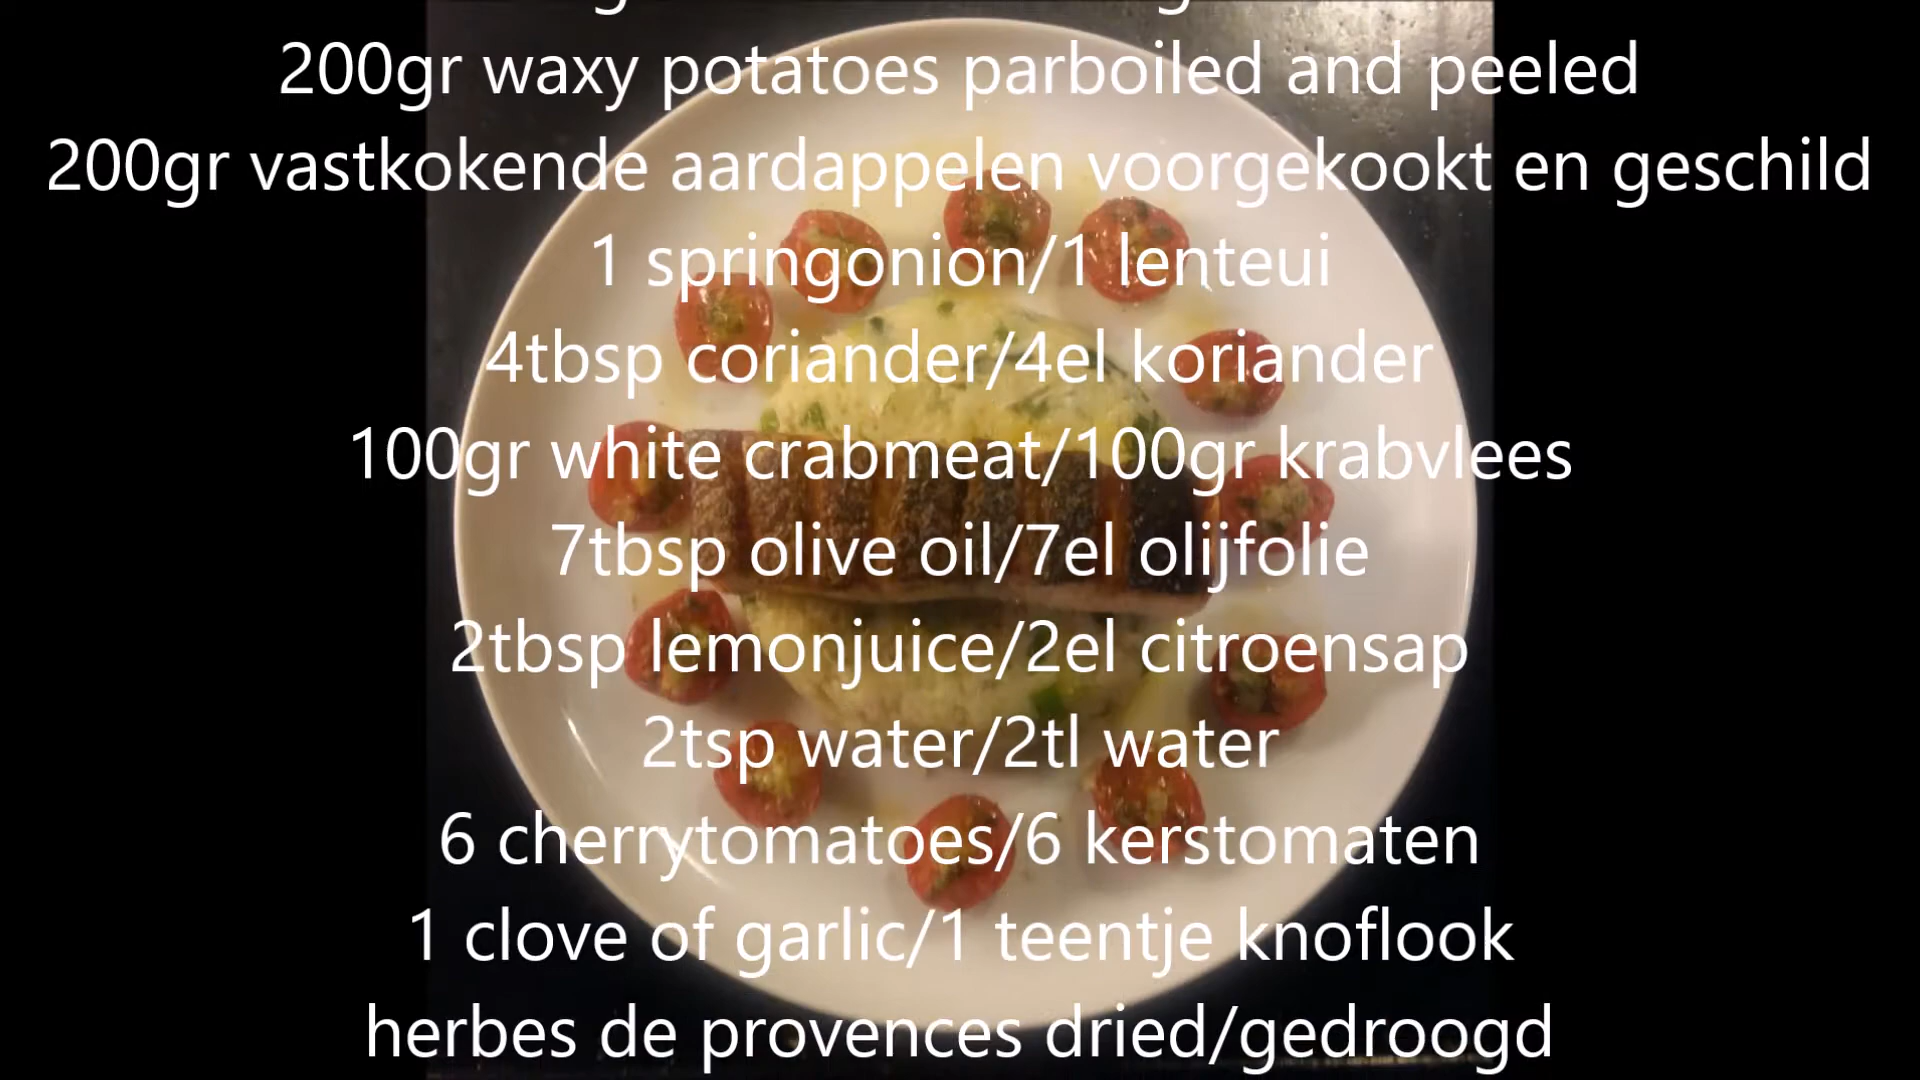 200gr waxy potatoes parboiled and peeled
200gr vastkokende aardappelen voorgekookt en geschild
1 springonion/1 lenteui
4tbsp coriander/4el koriander
100gr white crabmeat/100gr krabvlees
7tbsp olive oil/7el olijfolie
2tbsp lemonjuice/2el citroensap
2tsp water/2tl water
6 cherrytomatoes/6 kerstomaten
1 clove of garlic/1 teentje knoflook
herbes de provences dried/gedroogd